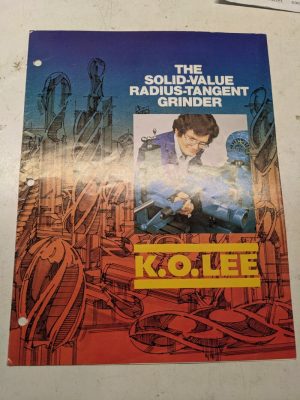 THE
SOLID-VALUE
RADIUS-TANGENT
GRINDER
K.O.LEE